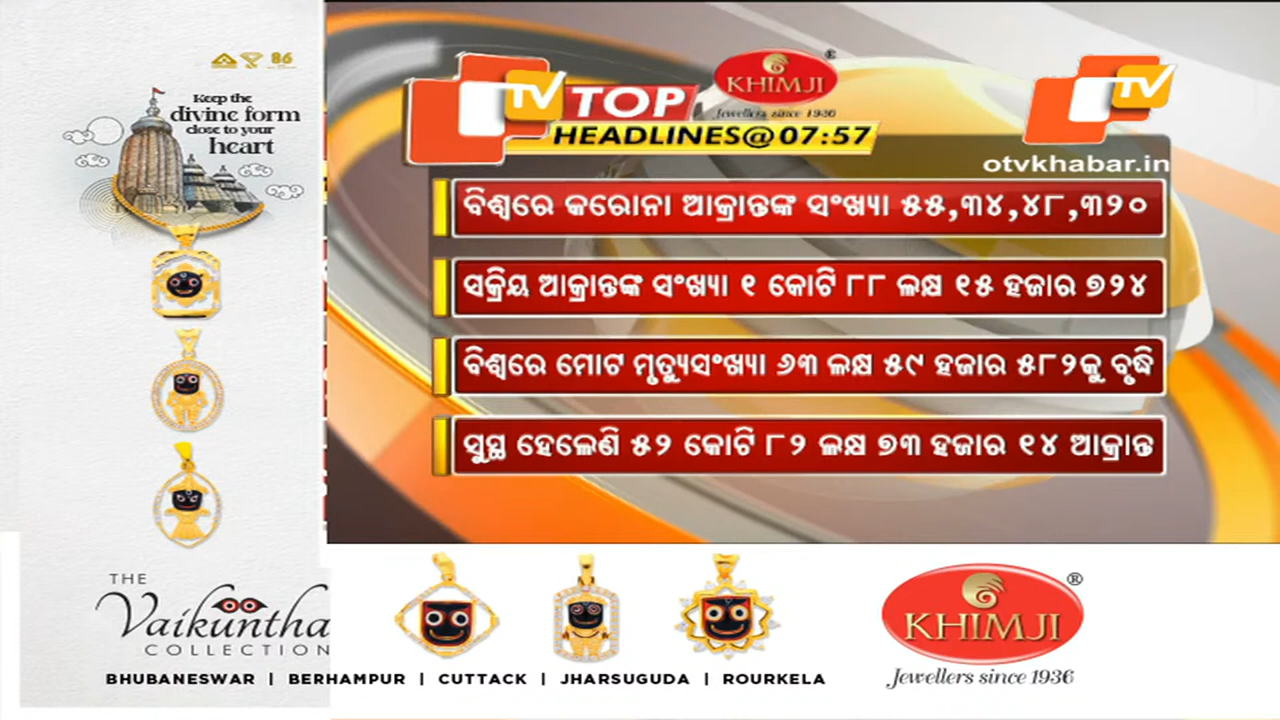 86
Keep the
divine form
close to your
heart
TV
TOP
KHIMJI
®
Jewellers since 1936
HEADLINES@07:57
TV
otvkhabar.in
ବିଶ୍ୱରେ କରୋନା ଆକ୍ରାନ୍ତଙ୍କ ସଂଖ୍ୟା ୫୫,୩୪,୪୮,୩୨୦
ସକ୍ରିୟ ଆକ୍ରାନ୍ତଙ୍କ ସଂଖ୍ୟା ୧ କୋଟି ୮୮ ଲକ୍ଷ ୧୫ ହଜାର ୭୨୪
ବିଶ୍ୱରେ ମୋଟ ମୃତ୍ୟୁସଂଖ୍ୟା ୬୩ ଲକ୍ଷ ୫୯ ହଜାର ୫୮୨କୁ ବୃଦ୍ଧି
ସୁସ୍ଥ ହେଲେଣି ୫୨ କୋଟି ୮୨ ଲକ୍ଷ ୭୩ ହଜାର ୧୪ ଆକ୍ରାନ୍ତ
THE
Vaikuntha
COLLECTION
BHUBANESWAR | BERHAMPUR | CUTTACK | JHARSUGUDA | ROURKELA
KHIMJI
®
Jewellers since 1936